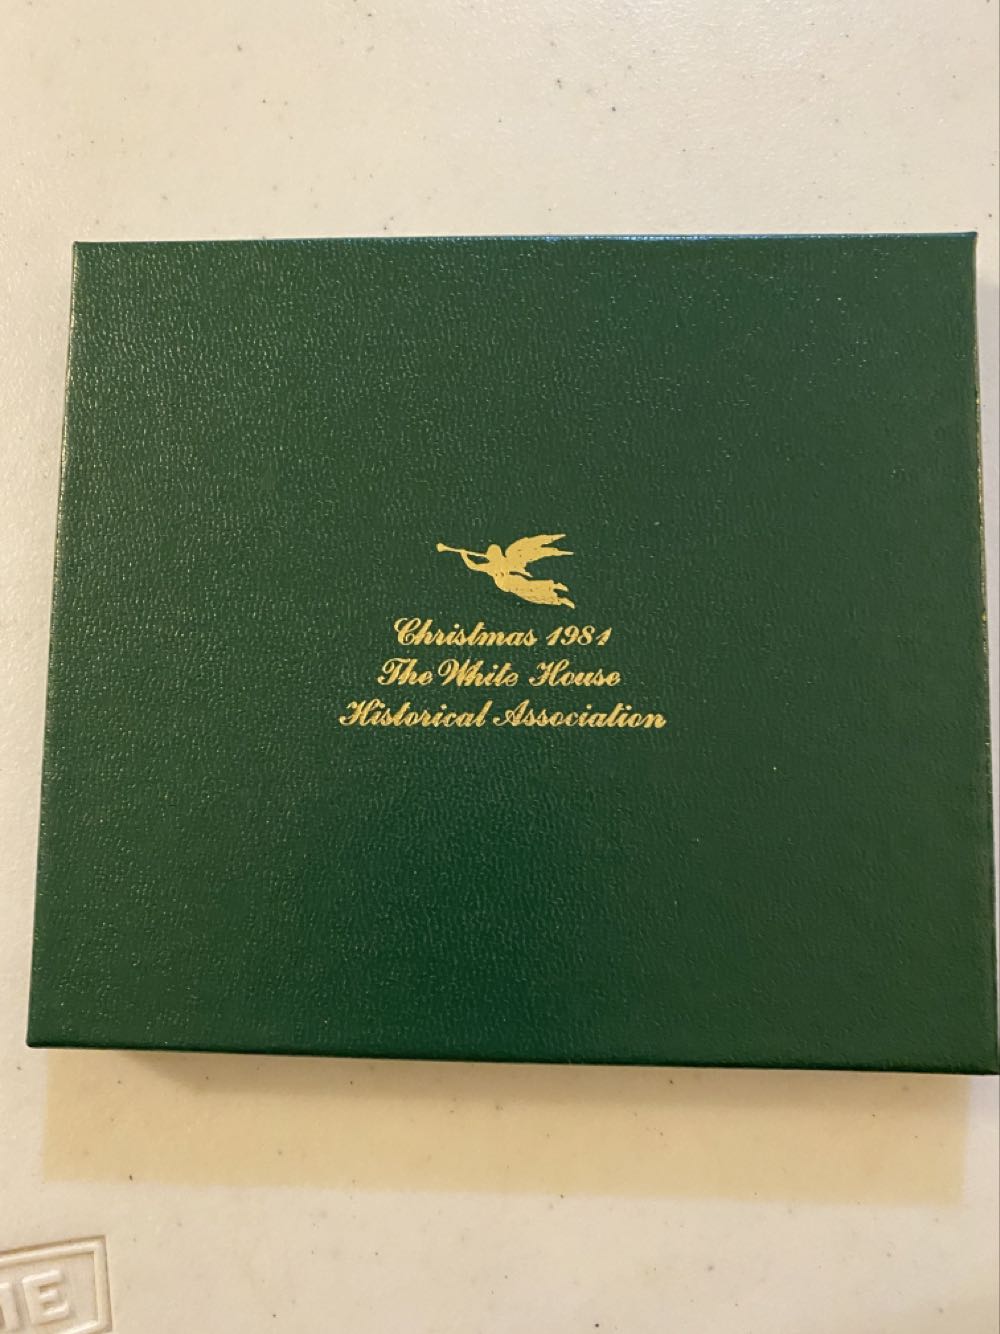 Christmas 1981
The White House
Historical Association